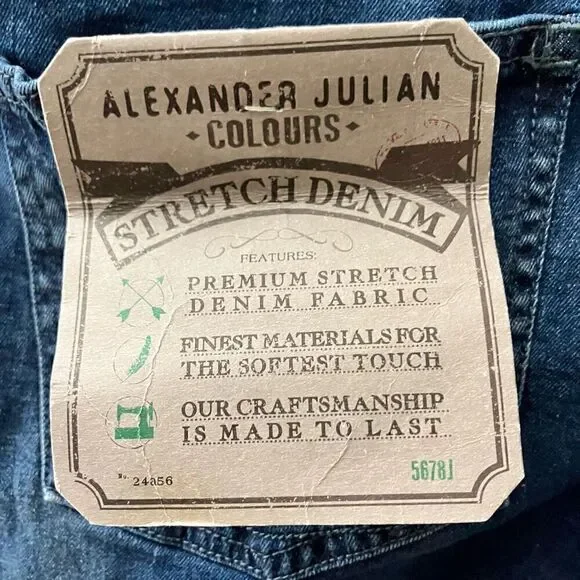 ALEXANDER JULIAN
• COLOURS •
STRETCH DENIM
FEATURES:
PREMIUM STRETCH
DENIM FABRIC
FINEST MATERIALS FOR
THE SOFTEST TOUCH
OUR CRAFTSMANSHIP
IS MADE TO LAST
No. 24a56
5678J